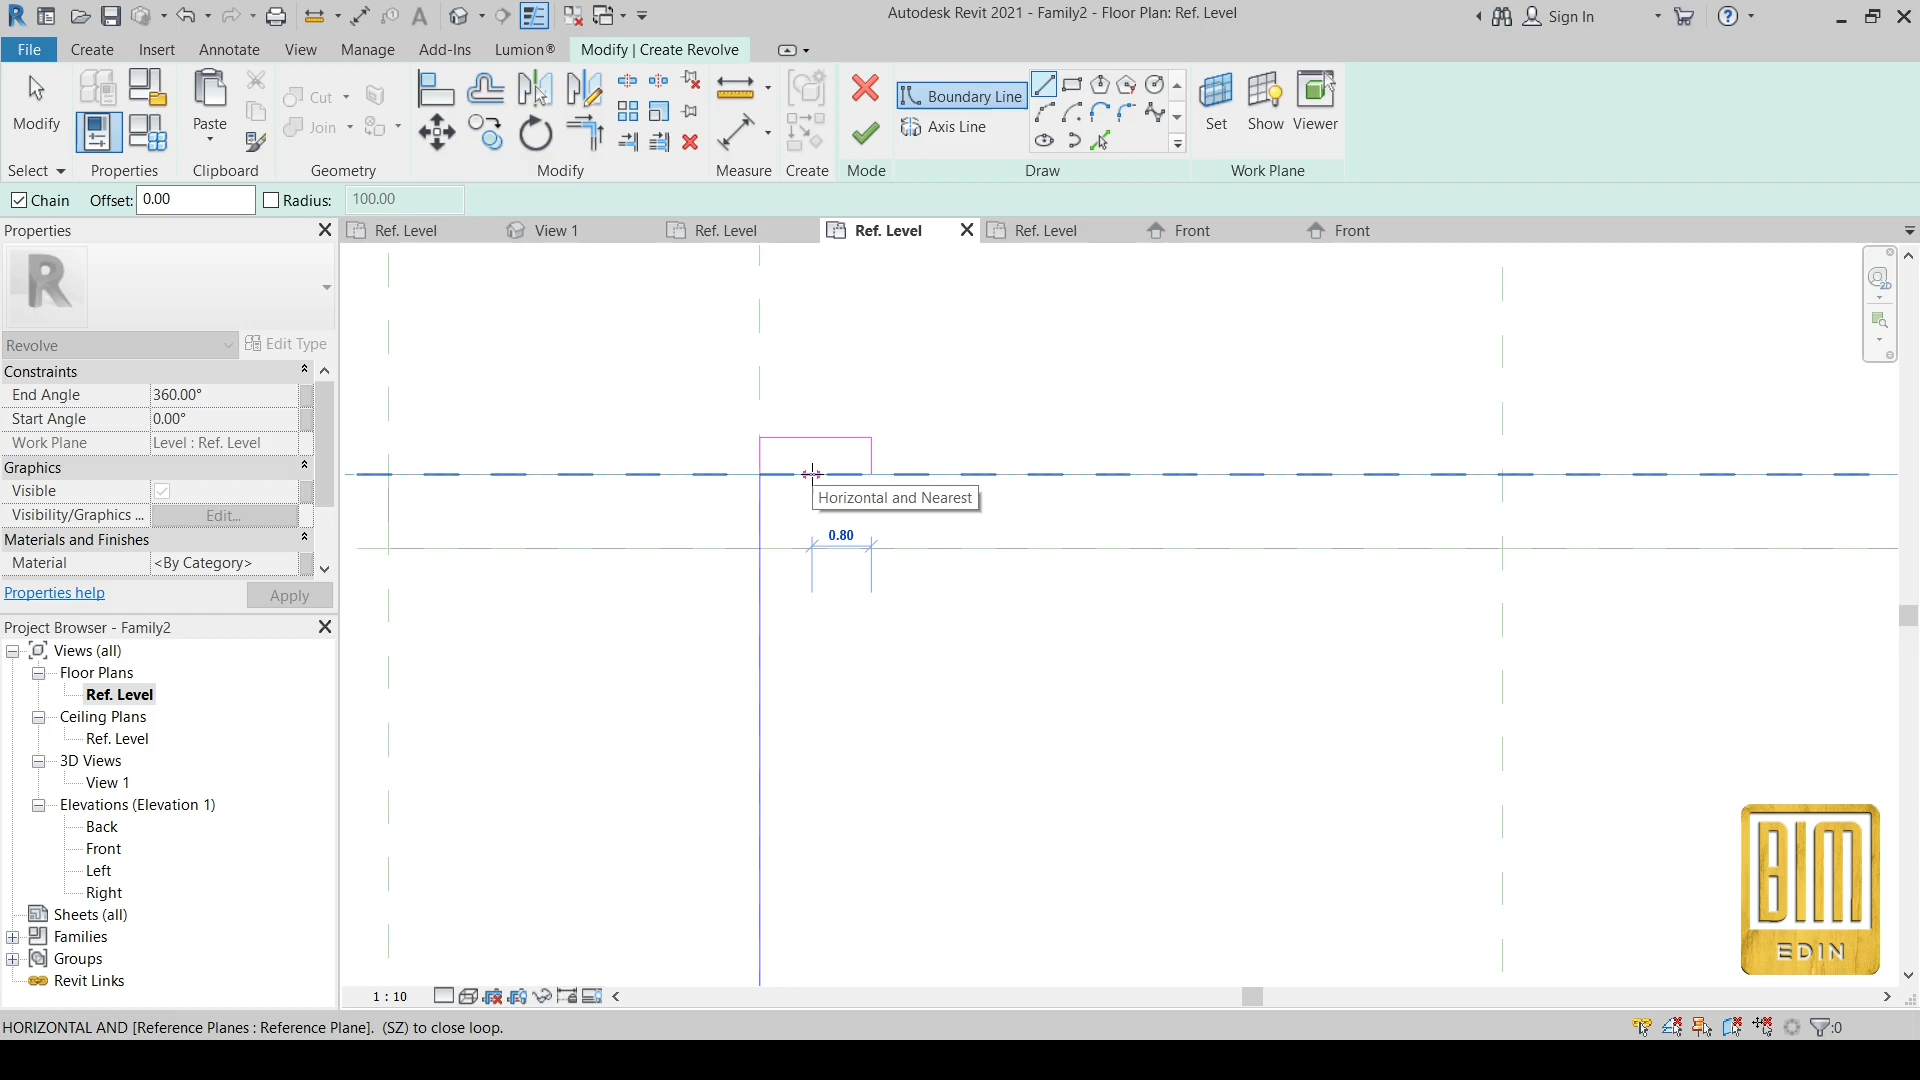 Autodesk Revit 2021 - Family2 - Floor Plan: Ref. Level
Sign In
File
Create
Insert
Annotate
View
Manage
Add-Ins
Lumion®
Modify | Create Revolve
Modify
Paste
Cut
Join
Boundary Line
Axis Line
Set
Show
Viewer
Select
Properties
Clipboard
Geometry
Modify
Measure
Create
Mode
Draw
Work Plane
Chain
Offset:
0.00
Radius:
100.00
Properties
Ref. Level
View 1
Ref. Level
Ref. Level
Ref. Level
Front
Front
R
Revolve
Edit Type
Constraints
End Angle
360.00°
Start Angle
0.00°
Work Plane
Level : Ref. Level
Graphics
Visible
Visibility/Graphics ...
Edit...
Materials and Finishes
Material
<By Category>
Properties help
Apply
Horizontal and Nearest
0.80
Project Browser - Family2
Views (all)
Floor Plans
Ref. Level
Ceiling Plans
Ref. Level
3D Views
View 1
Elevations (Elevation 1)
Back
Front
Left
Right
Sheets (all)
Families
Groups
Revit Links
2D
BIM
EDIN
1 : 10
HORIZONTAL AND [Reference Planes : Reference Plane]. (SZ) to close loop.
:0